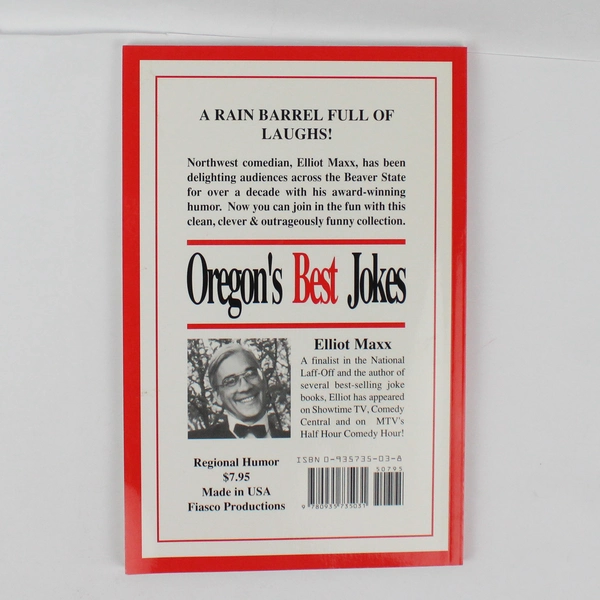 A RAIN BARREL FULL OF
LAUGHS!
Northwest comedian, Elliot Maxx, has been
delighting audiences across the Beaver State
for over a decade with his award-winning
humor. Now you can join in the fun with this
clean, clever & outrageously funny collection.
Oregon's Best Jokes
Elliot Maxx
A finalist in the National
Laff-Off and the author of
several best-selling joke
books, Elliot has appeared
on Showtime TV, Comedy
Central and on MTV's
Half Hour Comedy Hour!
Regional Humor
$7.95
Made in USA
Fiasco Productions
ISBN 0-935735-03-8
50795
9 780935 735031